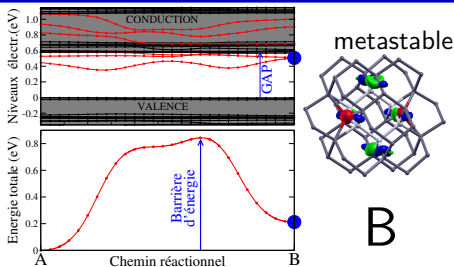 Niveaux électr.(eV)
1
0.8
0.6
0.4
0.2
0
-0.2
CONDUCTION
GAP
VALENCE
metastable
Energie totale (eV)
0.8
0.6
0.4
0.2
0
Barrière
d'énergie
A
B
Chemin réactionnel
B